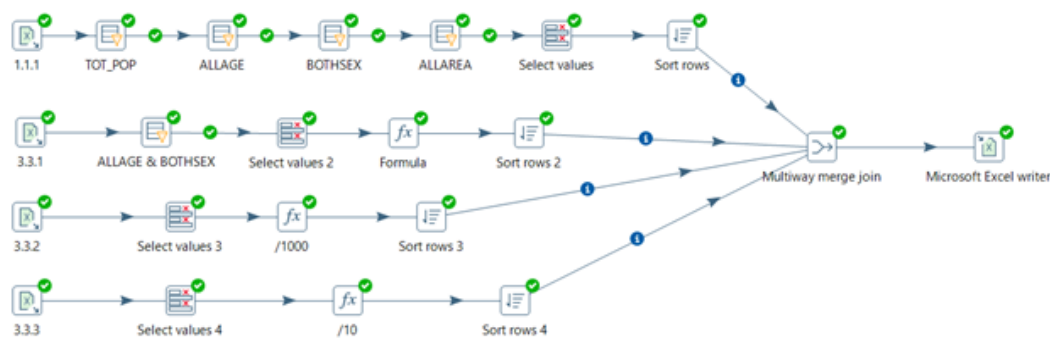 1.1.1 TOT_POP ALLAGE BOTHSEX ALLAREA Select values Sort rows
3.3.1 ALLAGE & BOTHSEX Select values 2 Formula Sort rows 2
Multiway merge join Microsoft Excel writer
3.3.2 Select values 3 /1000 Sort rows 3
3.3.3 Select values 4 /10 Sort rows 4